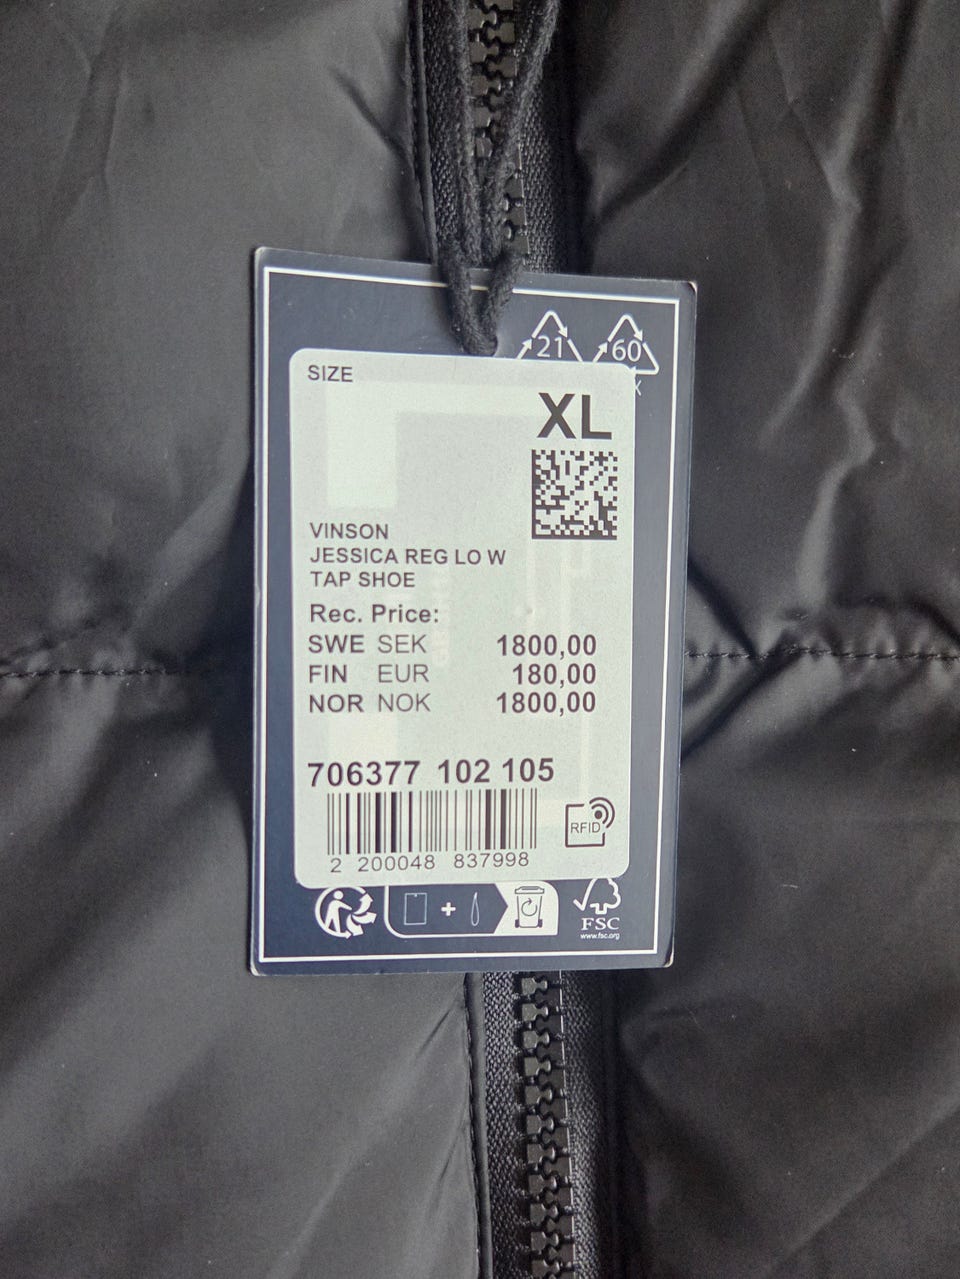 21
60
SIZE
XL
VINSON
JESSICA REG LO W
TAP SHOE
Rec. Price:
SWE SEK 1800,00
FIN EUR 180,00
NOR NOK 1800,00
706377 102 105
RFID
2 200048 837998
+
FSC
www.fsc.org